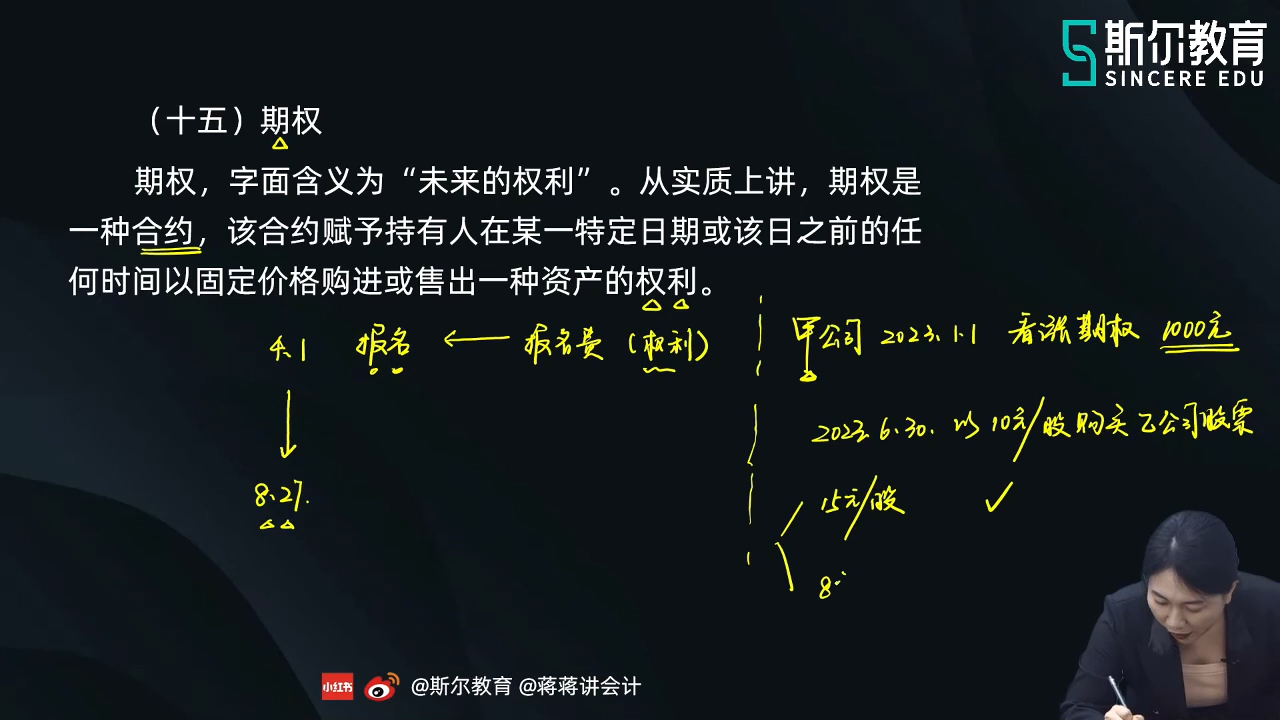 斯尔教育
SINCERE EDU
（十五）期权
期权，字面含义为“未来的权利”。从实质上讲，期权是
一种合约，该合约赋予持有人在某一特定日期或该日之前的任
何时间以固定价格购进或售出一种资产的权利。
4.1 报名 ← 报名费（权利）
8.27.
甲公司 2023.1.1 看涨期权 1000元
2023.6.30. 以10元/股购买乙公司股票
15元/股 ✓
8.
小红书 @斯尔教育 @蒋蒋讲会计